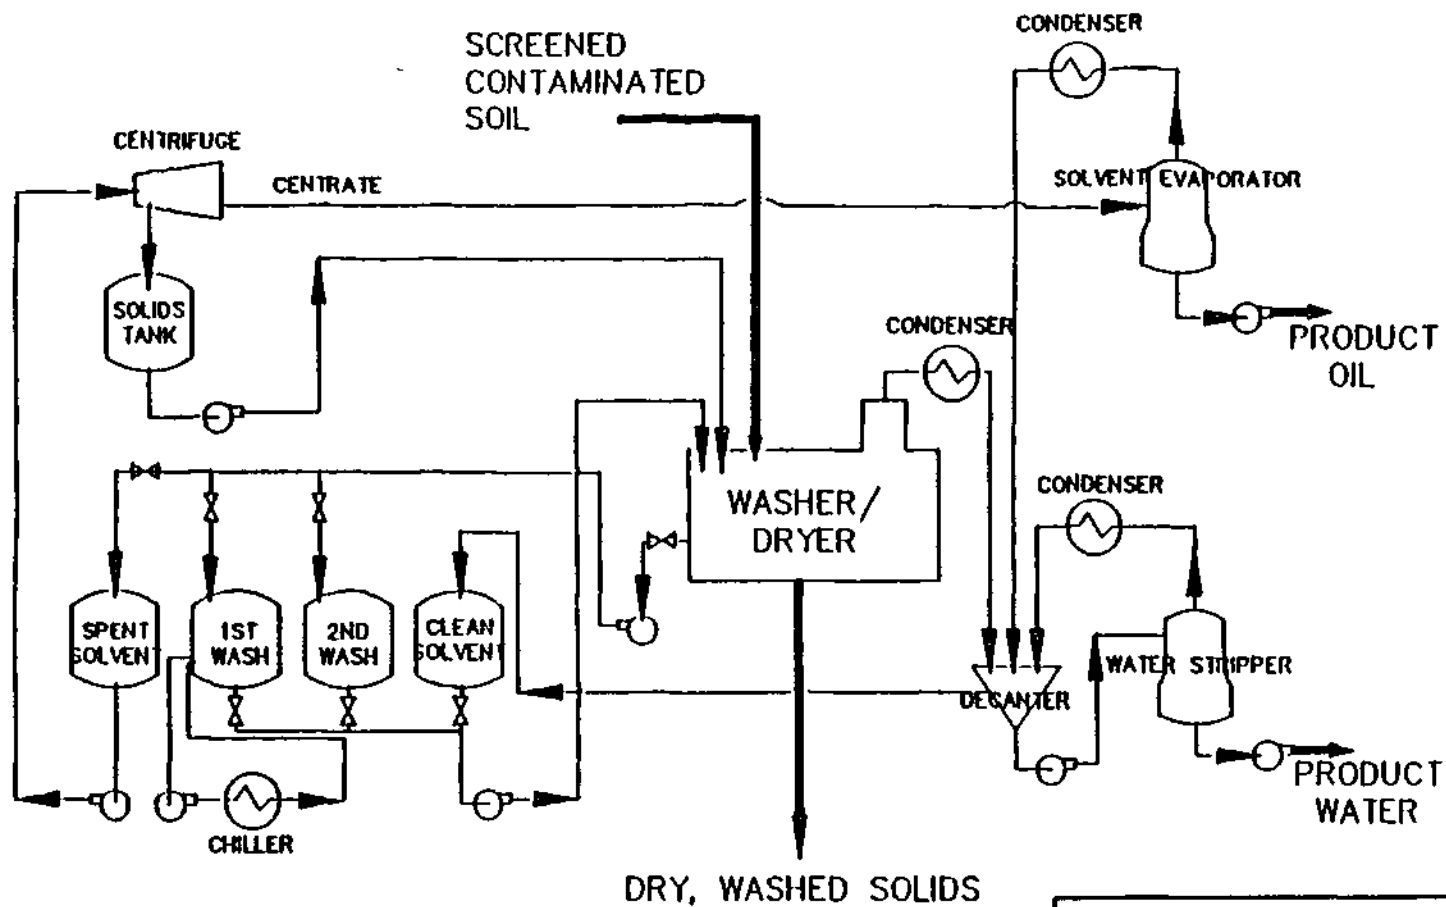 CONDENSER
SCREENED
CONTAMINATED
SOIL
CENTRIFUGE
CENTRATE
SOLVENT EVAPORATOR
SOLIDS
TANK
CONDENSER
PRODUCT
OIL
WASHER/
DRYER
CONDENSER
SPENT
SOLVENT
1ST
WASH
2ND
WASH
CLEAN
SOLVENT
WATER STRIPPER
DECANTER
PRODUCT
WATER
CHILLER
DRY, WASHED SOLIDS